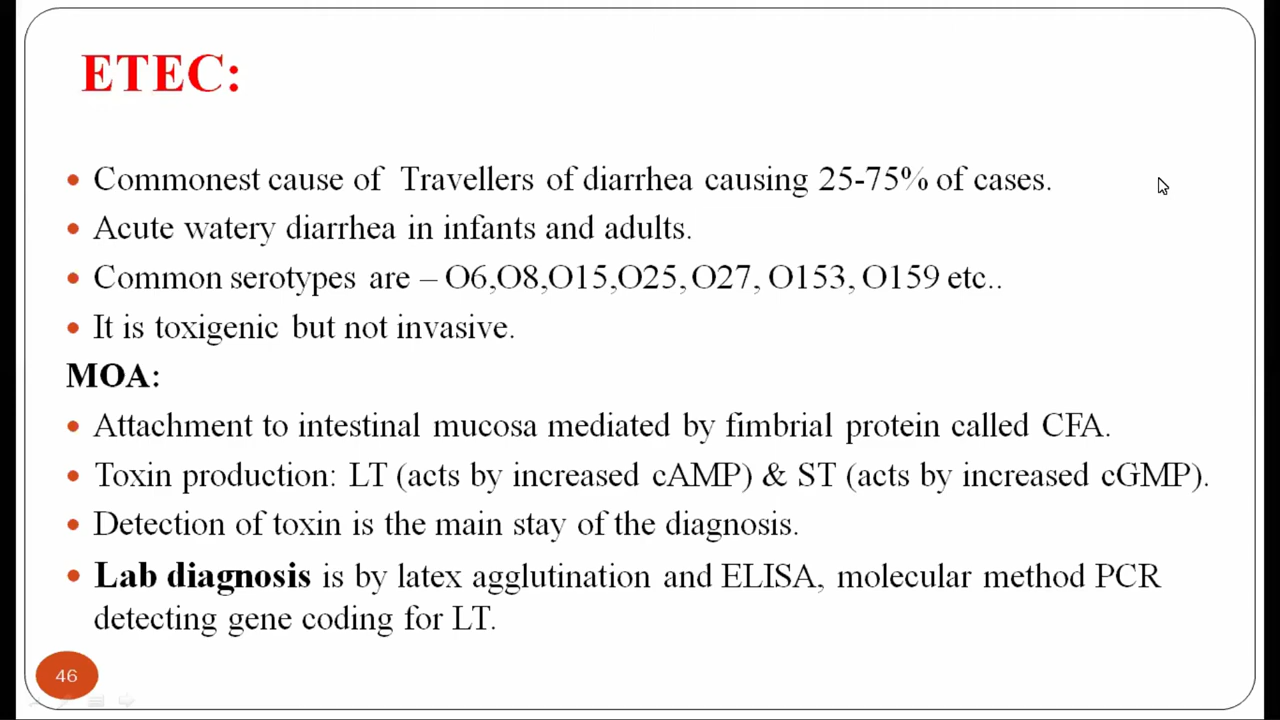 ETEC:
Commonest cause of Travellers of diarrhea causing 25-75% of cases.
Acute watery diarrhea in infants and adults.
Common serotypes are – O6,O8,O15,O25, O27, O153, O159 etc..
It is toxigenic but not invasive.
MOA:
Attachment to intestinal mucosa mediated by fimbrial protein called CFA.
Toxin production: LT (acts by increased cAMP) & ST (acts by increased cGMP).
Detection of toxin is the main stay of the diagnosis.
Lab diagnosis is by latex agglutination and ELISA, molecular method PCR
detecting gene coding for LT.
46